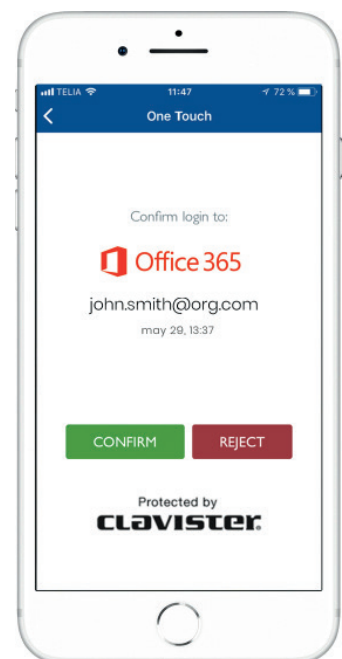 TELIA 11:47 72 %
One Touch
Confirm login to:
Office 365
john.smith@org.com
may 29, 13:37
CONFIRM REJECT
Protected by
CLAVISTER.